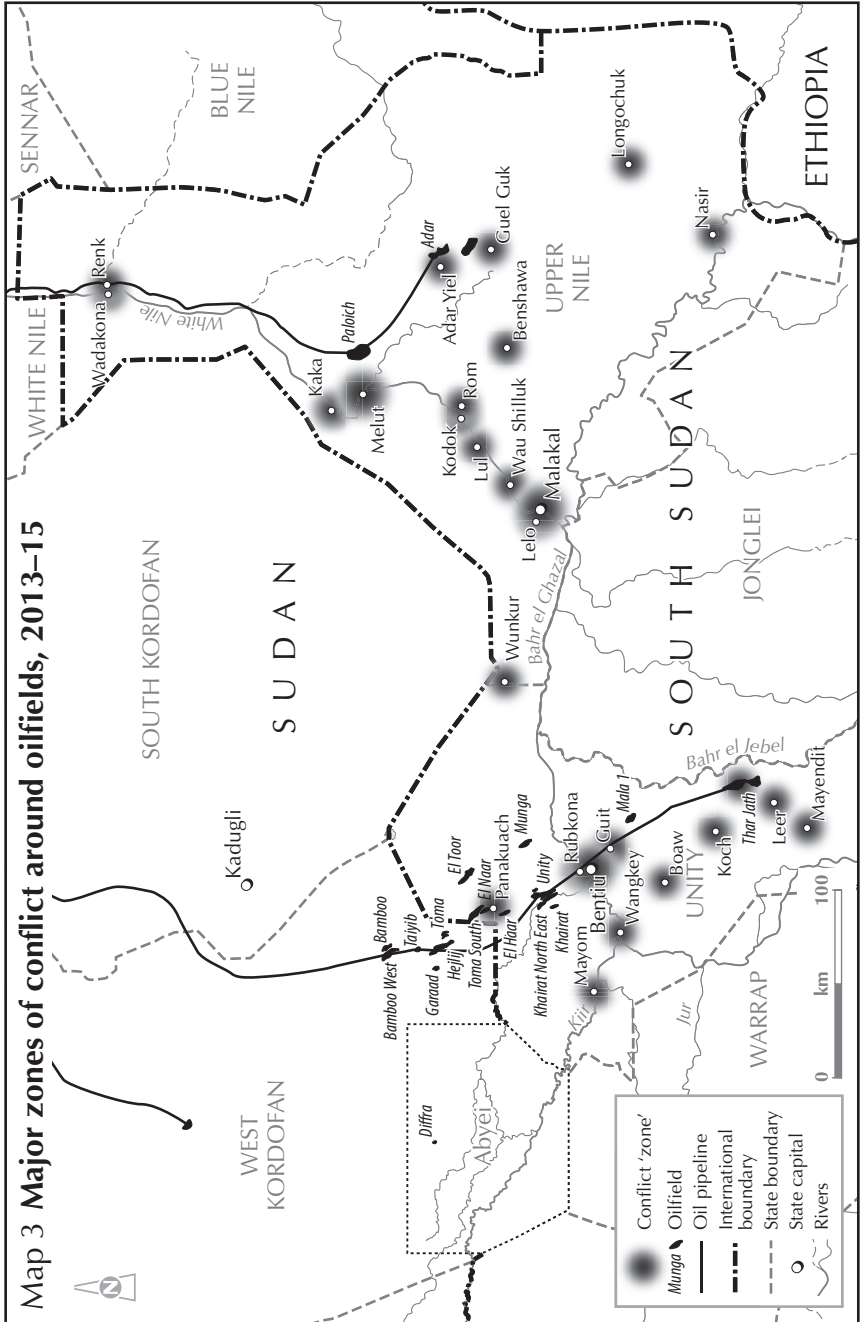 Map 3 Major zones of conflict around oilfields, 2013–15
N
WEST
KORDOFAN
SOUTH KORDOFAN
WHITE NILE
SENNAR
BLUE
NILE
SUDAN
Kadugli
Wadakona
Renk
White Nile
Kaka
Melut
Paloich
Adar
Adar Yiel
Guel Guk
Benshawa
UPPER
NILE
Longochuk
Nasir
ETHIOPIA
Kodok
Rom
Lul
Wau Shilluk
Lelo
Malakal
Wunkur
Bahr el Ghazal
SOUTH SUDAN
JONGLEI
Bahr el Jebel
Diffra
Abyei
Bamboo West
Bamboo
Taiyib
Garaad
Hejlij
Toma
Toma South
El Toor
El Naar
Panakuach
El Haar
Munga
Unity
Khairat North East
Khairat
Rubkona
Bentiu
Guit
Mala 1
Mayom
Wangkey
Boaw
UNITY
Koch
Thar Jath
Leer
Mayendit
Kiir
Jur
WARRAP
0
km
100
Conflict 'zone'
Munga
Oilfield
Oil pipeline
International
boundary
State boundary
State capital
Rivers